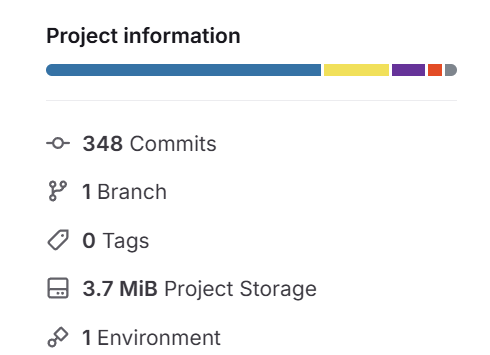 Project information
348 Commits
1 Branch
0 Tags
3.7 MiB Project Storage
1 Environment